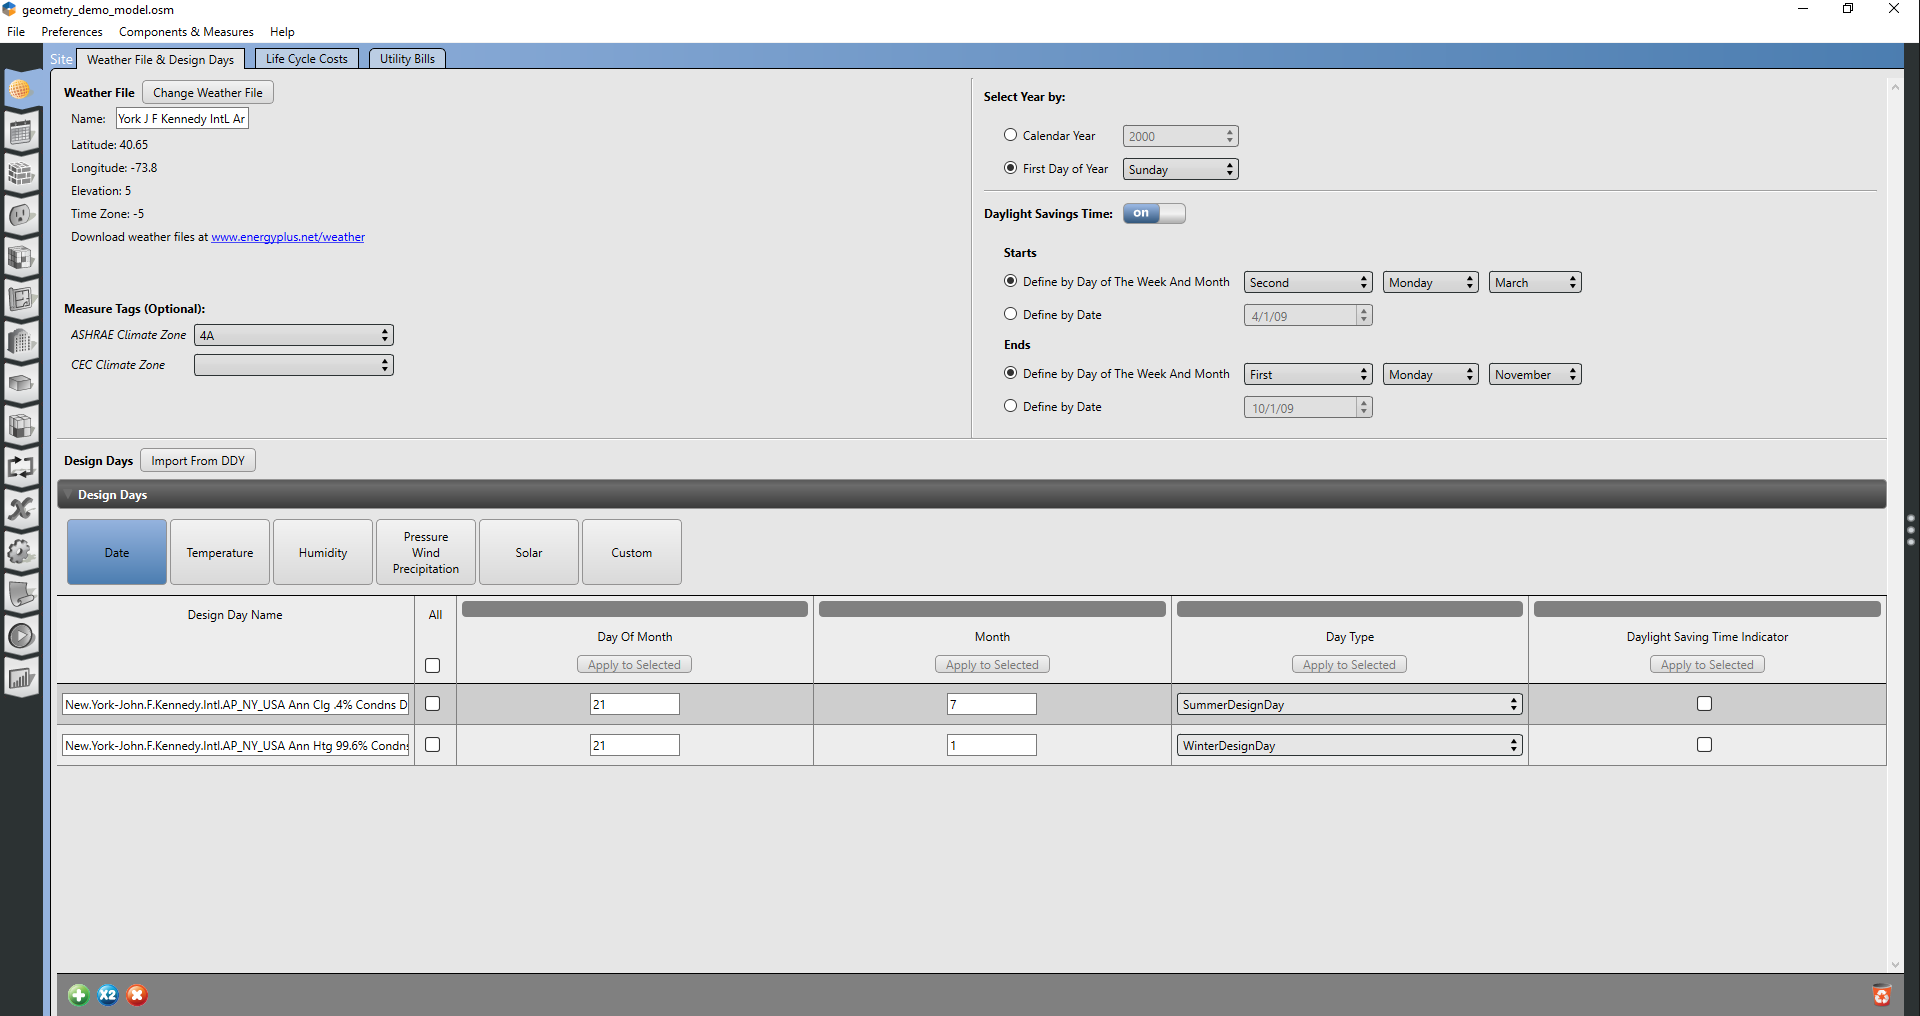 geometry_demo_model.osm
File Preferences Components & Measures Help
Site Weather File & Design Days Life Cycle Costs Utility Bills
Weather File Change Weather File
Name: York J F Kennedy IntL Ar
Latitude: 40.65
Longitude: -73.8
Elevation: 5
Time Zone: -5
Download weather files at www.energyplus.net/weather
Measure Tags (Optional):
ASHRAE Climate Zone 4A
CEC Climate Zone
Select Year by:
Calendar Year 2000
First Day of Year Sunday
Daylight Savings Time: on
Starts
Define by Day of The Week And Month Second Monday March
Define by Date 4/1/09
Ends
Define by Day of The Week And Month First Monday November
Define by Date 10/1/09
Design Days Import From DDY
Design Days
Date
Temperature
Humidity
Pressure
Wind
Precipitation
Solar
Custom
Design Day Name All
Day Of Month Month Day Type Daylight Saving Time Indicator
Apply to Selected Apply to Selected Apply to Selected Apply to Selected
New.York-John.F.Kennedy.Intl.AP_NY_USA Ann Clg .4% Condns D 21 7 SummerDesignDay
New.York-John.F.Kennedy.Intl.AP_NY_USA Ann Htg 99.6% Condns 21 1 WinterDesignDay
X2